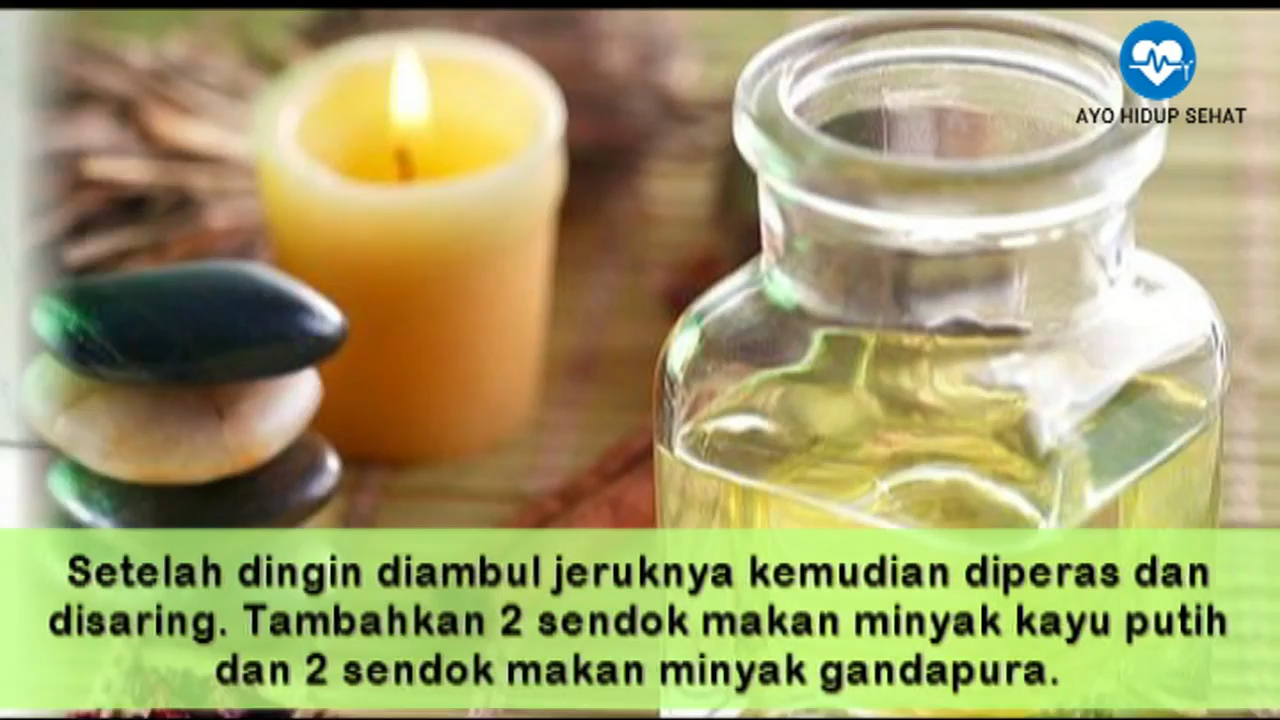 AYO HIDUP SEHAT
Setelah dingin diambul jeruknya kemudian diperas dan
disaring. Tambahkan 2 sendok makan minyak kayu putih
dan 2 sendok makan minyak gandapura.